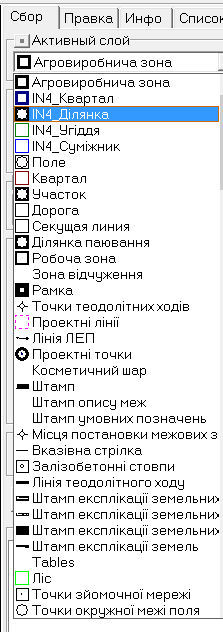 Сбор Правка Инфо Список
Активный слой
Агровиробнича зона
Агровиробнича зона
IN4_Квартал
IN4_Ділянка
IN4_Угіддя
IN4_Суміжник
Поле
Квартал
Участок
Дорога
Секущая линия
Ділянка паювання
Робоча зона
Зона відчуження
Рамка
Точки теодолітних ходів
Проектні лінії
Лінія ЛЕП
Проектні точки
Косметичний шар
Штамп
Штамп опису меж
Штамп умовних позначень
Місця постановки межових з
Вказівна стрілка
Залізобетонні стовпи
Лінія теодолітного ходу
Штамп експлікації земельних
Штамп експлікації земельних
Штамп експлікації земельних
Штамп експлікації земель
Tables
Ліс
Точки зйомочної мережі
Точки окружної межі поля